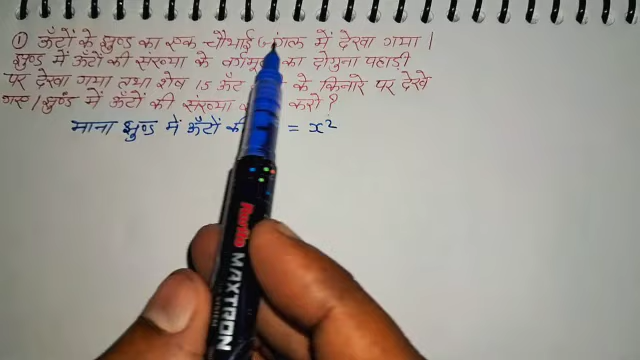 ① ऊँटों के झुण्ड का एक चौथाई जंगल में देखा गया |
झुण्ड में ऊँटों की संख्या के वर्गमूल का दोगुना पहाड़ी
पर देखा गया तथा शेष 15 ऊँट के किनारे पर देखे
गए | झुण्ड में ऊँटों की संख्या करो ?
माना झुण्ड में ऊँटों की = x²
Rorito
MAXTRON